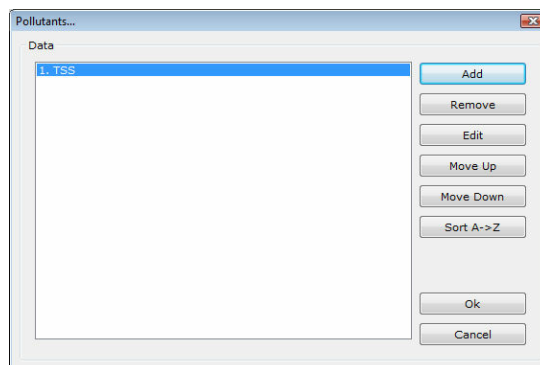 Pollutants...
Data
1. TSS
Add
Remove
Edit
Move Up
Move Down
Sort A->Z
Ok
Cancel